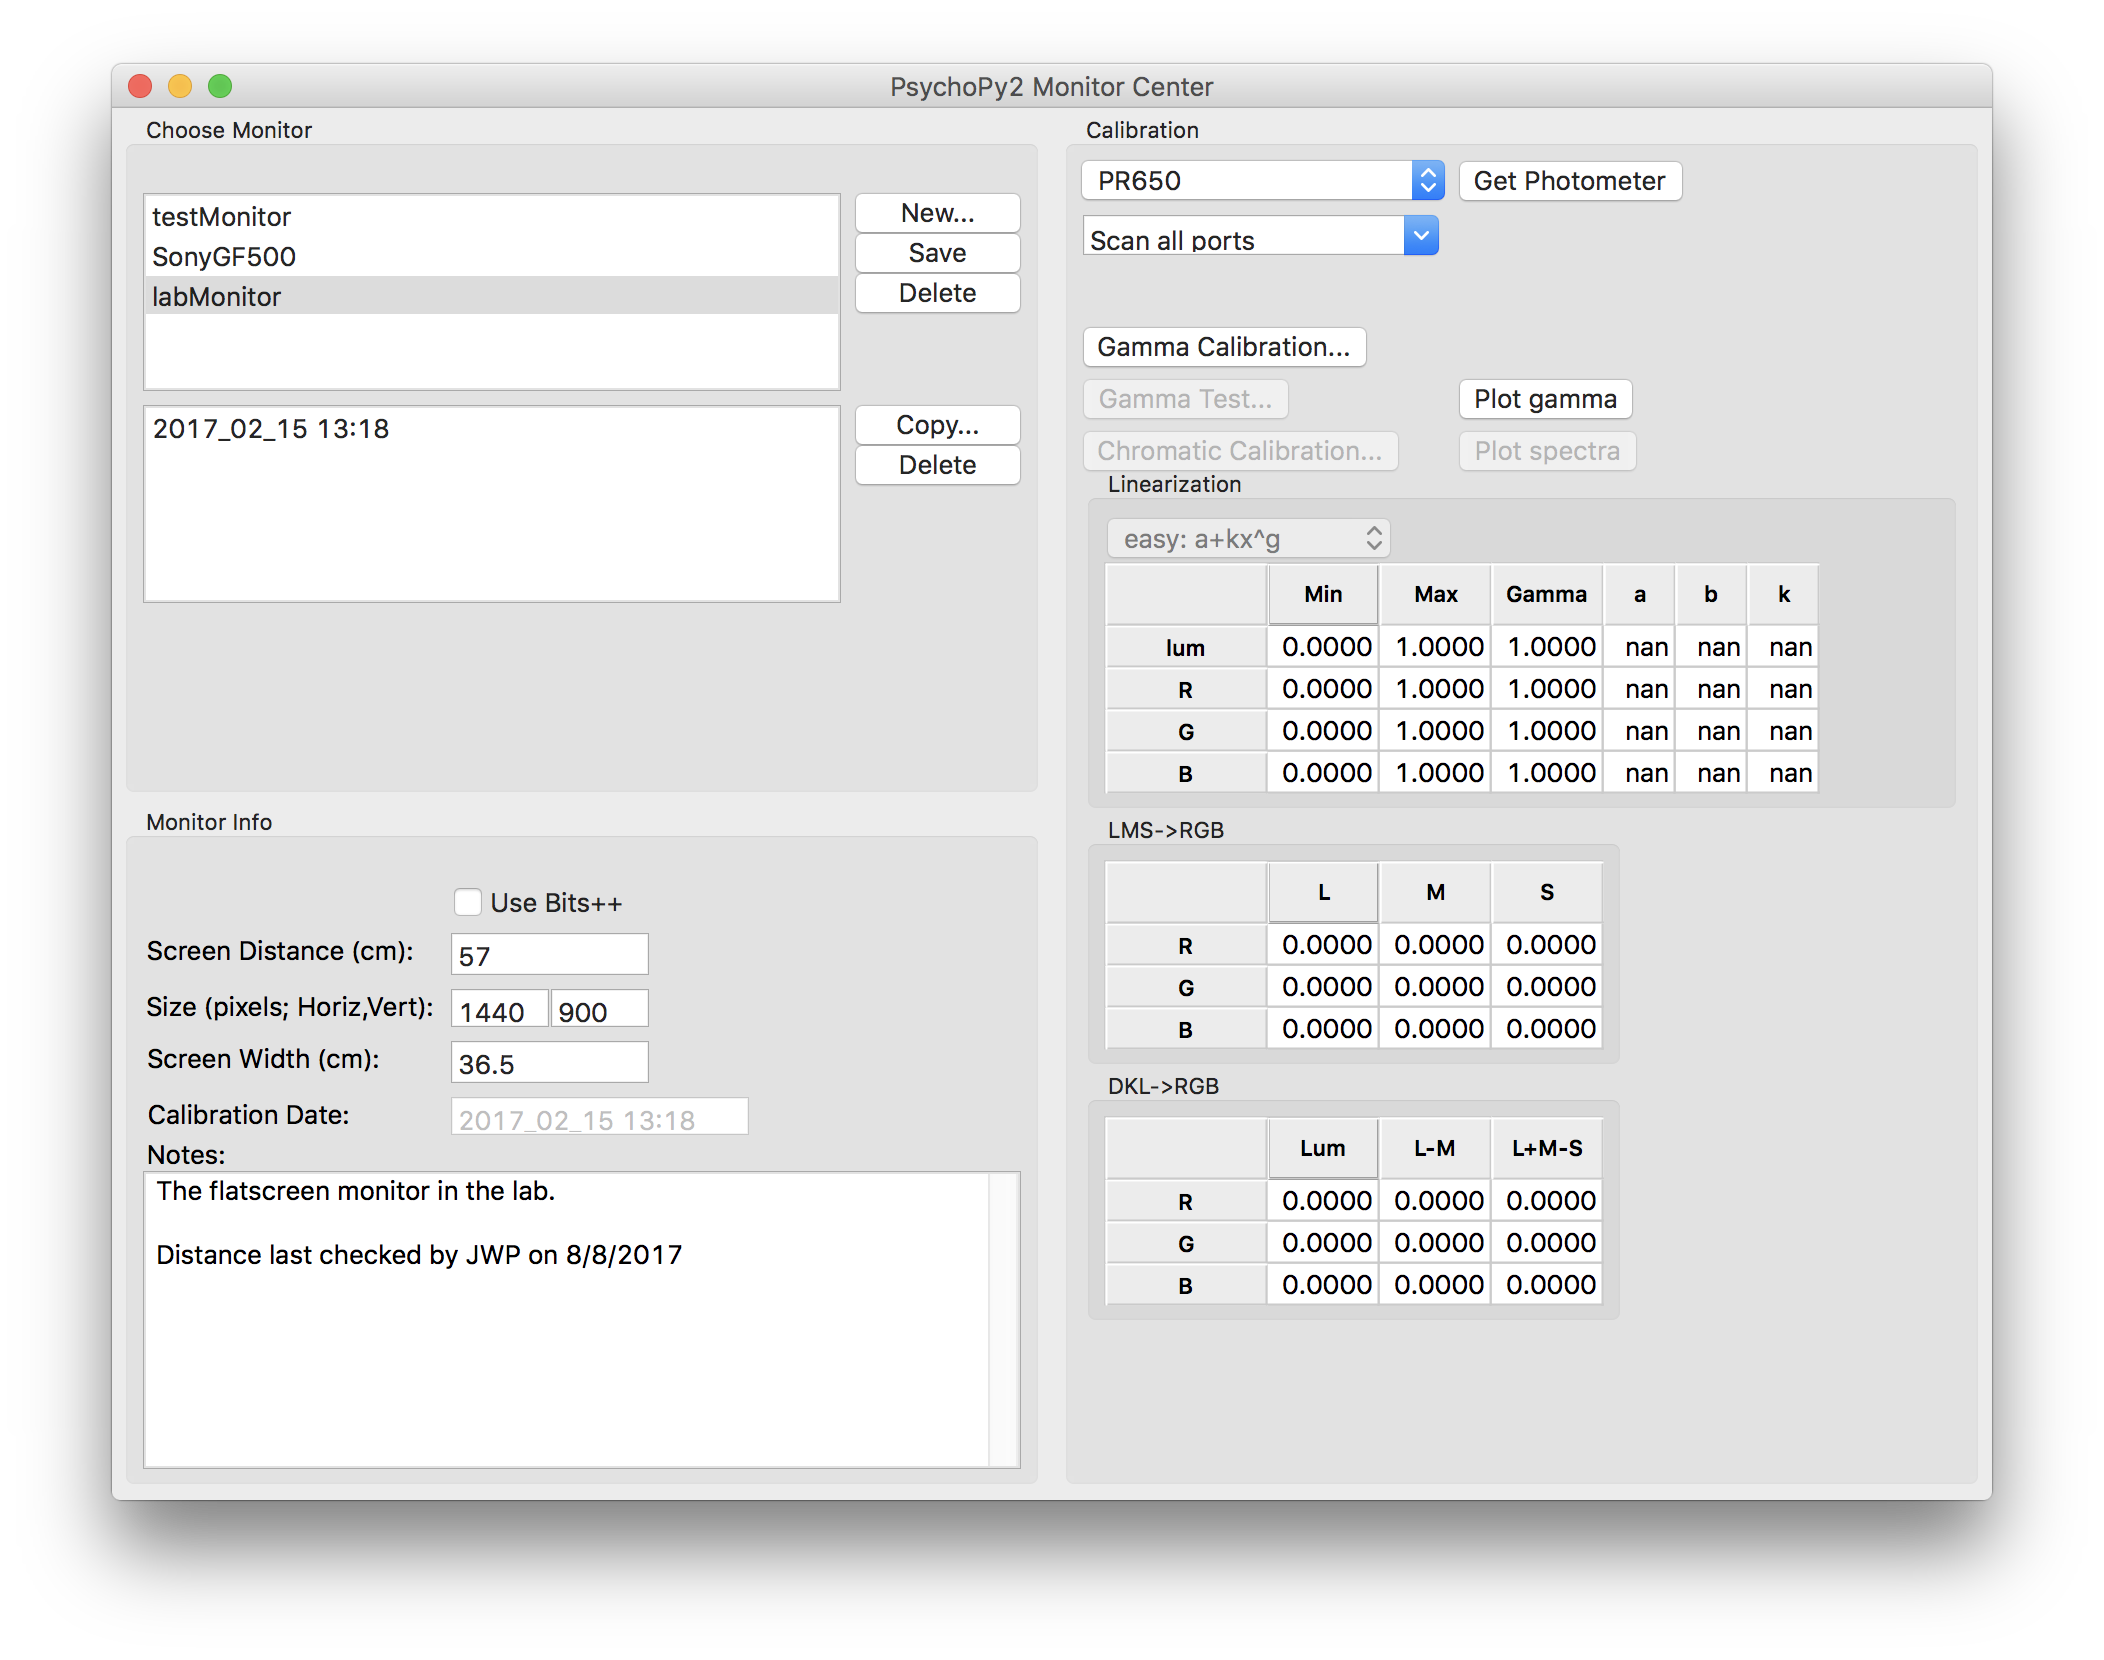 PsychoPy2 Monitor Center
Choose Monitor
testMonitor
SonyGF500
labMonitor
New...
Save
Delete
2017_02_15 13:18
Copy...
Delete
Monitor Info
Use Bits++
Screen Distance (cm): 57
Size (pixels; Horiz,Vert): 1440 900
Screen Width (cm): 36.5
Calibration Date: 2017_02_15 13:18
Notes:
The flatscreen monitor in the lab.
Distance last checked by JWP on 8/8/2017
Calibration
PR650 Get Photometer
Scan all ports
Gamma Calibration...
Gamma Test... Plot gamma
Chromatic Calibration... Plot spectra
Linearization
easy: a+kx^g
Min Max Gamma a b k
lum 0.0000 1.0000 1.0000 nan nan nan
R 0.0000 1.0000 1.0000 nan nan nan
G 0.0000 1.0000 1.0000 nan nan nan
B 0.0000 1.0000 1.0000 nan nan nan
LMS->RGB
L M S
R 0.0000 0.0000 0.0000
G 0.0000 0.0000 0.0000
B 0.0000 0.0000 0.0000
DKL->RGB
Lum L-M L+M-S
R 0.0000 0.0000 0.0000
G 0.0000 0.0000 0.0000
B 0.0000 0.0000 0.0000